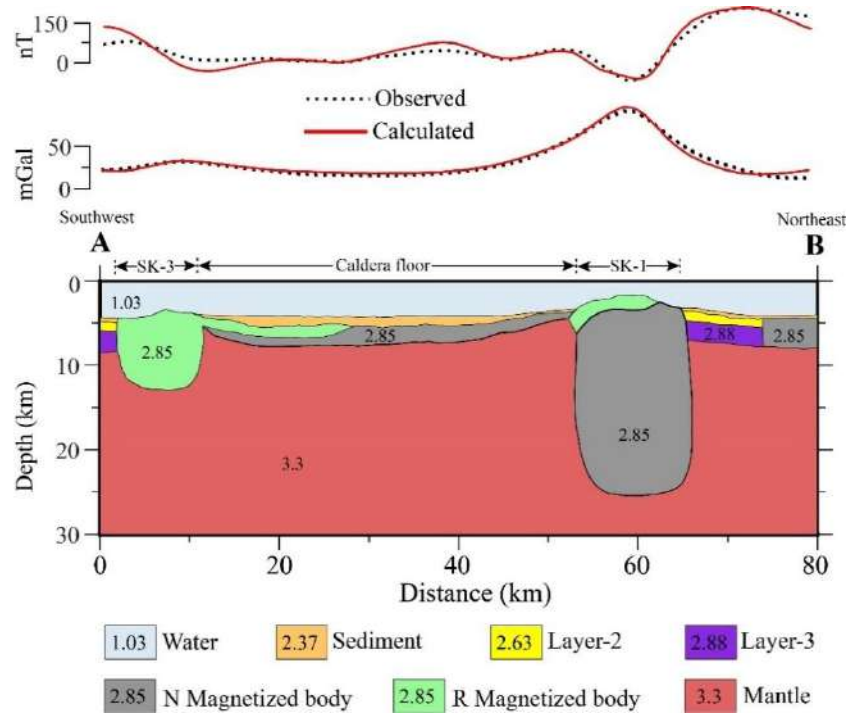 150
nT
0
Observed
Calculated
50
mGal
0
Southwest
Northeast
A
B
SK-3
Caldera floor
SK-1
0
1.03
2.85
2.85
2.88
2.85
10
2.85
Depth (km)
20
3.3
30
0
20
40
60
80
Distance (km)
1.03 Water
2.37 Sediment
2.63 Layer-2
2.88 Layer-3
2.85 N Magnetized body
2.85 R Magnetized body
3.3 Mantle